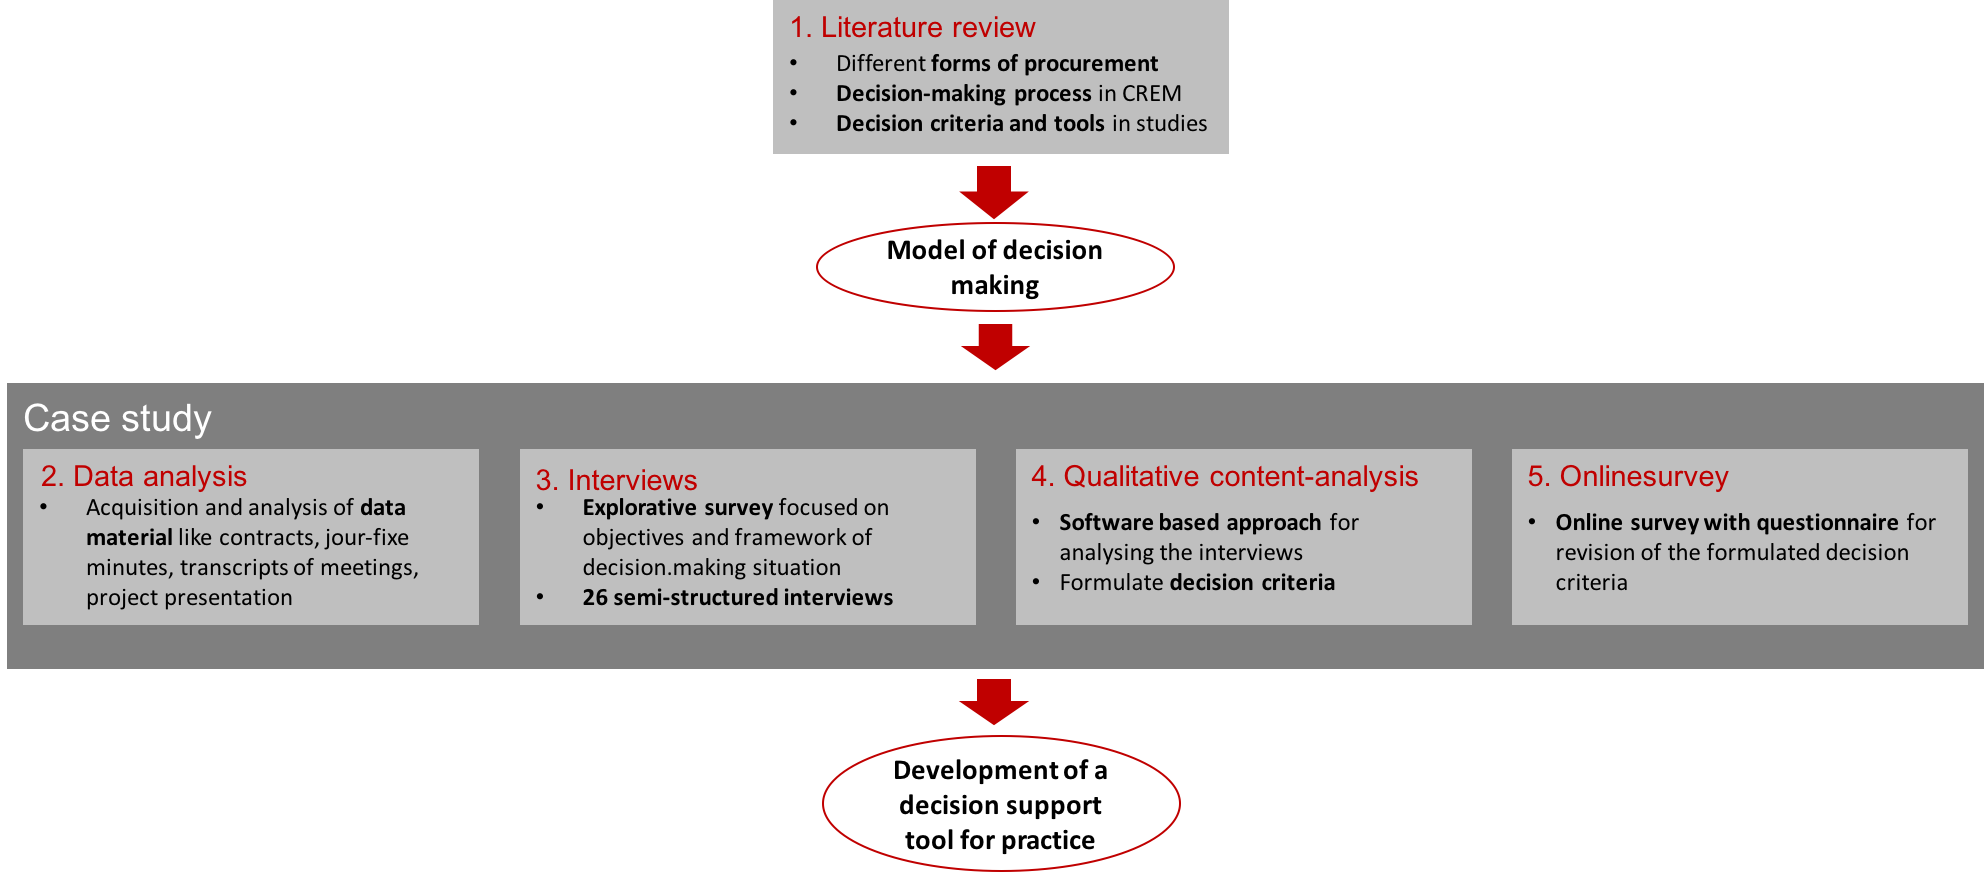 1. Literature review
• Different forms of procurement
• Decision-making process in CREM
• Decision criteria and tools in studies
Model of decision
making
Case study
2. Data analysis
• Acquisition and analysis of data
material like contracts, jour-fixe
minutes, transcripts of meetings,
project presentation
3. Interviews
• Explorative survey focused on
objectives and framework of
decision.making situation
• 26 semi-structured interviews
4. Qualitative content-analysis
• Software based approach for
analysing the interviews
• Formulate decision criteria
5. Onlinesurvey
• Online survey with questionnaire for
revision of the formulated decision
criteria
Development of a
decision support
tool for practice